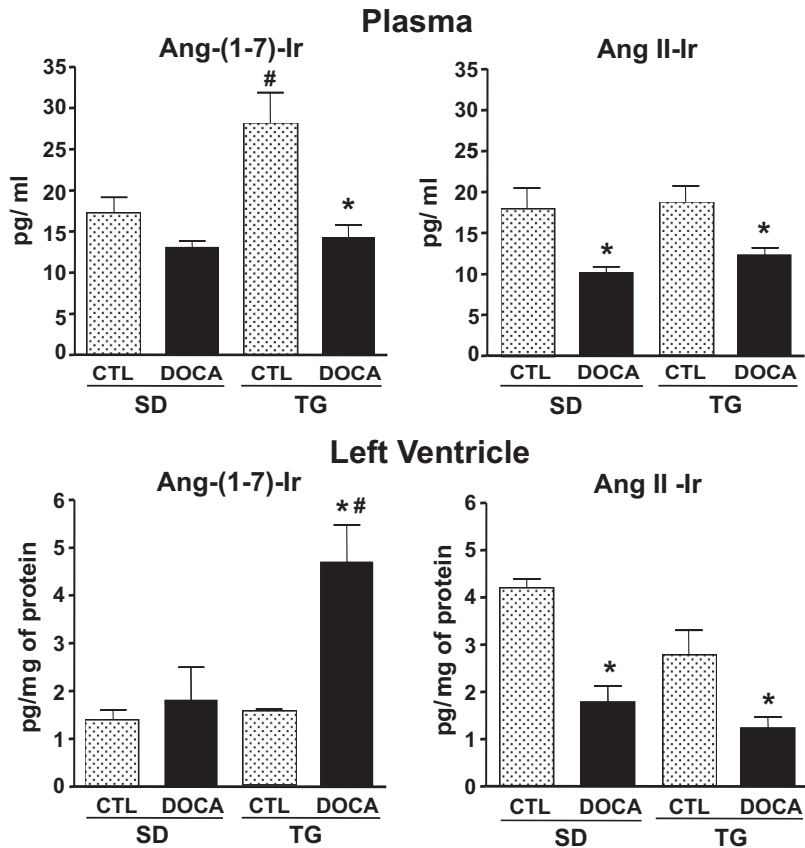 Plasma
Ang-(1-7)-Ir
Ang II-Ir
pg/ ml
35
30
25
20
15
10
5
0
#
*
CTL DOCA CTL DOCA
SD TG
pg/ ml
35
30
25
20
15
10
5
0
*
*
CTL DOCA CTL DOCA
SD TG
Left Ventricle
Ang-(1-7)-Ir
Ang II -Ir
pg/mg of protein
6
5
4
3
2
1
0
* #
CTL DOCA CTL DOCA
SD TG
pg/mg of protein
6
5
4
3
2
1
0
*
*
CTL DOCA CTL DOCA
SD TG